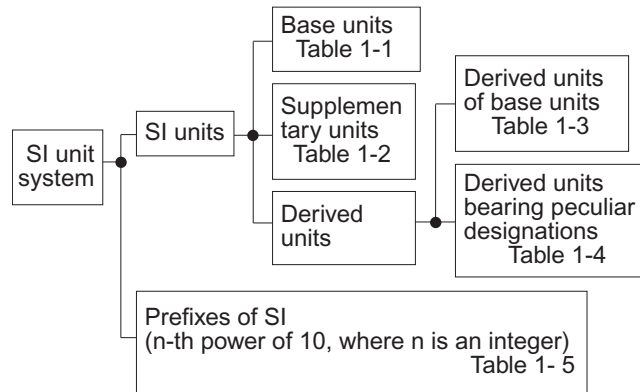 SI unit
system
SI units
Base units
Table 1-1
Supplemen
tary units
Table 1-2
Derived
units
Derived units
of base units
Table 1-3
Derived units
bearing peculiar
designations
Table 1-4
Prefixes of SI
(n-th power of 10, where n is an integer)
Table 1- 5